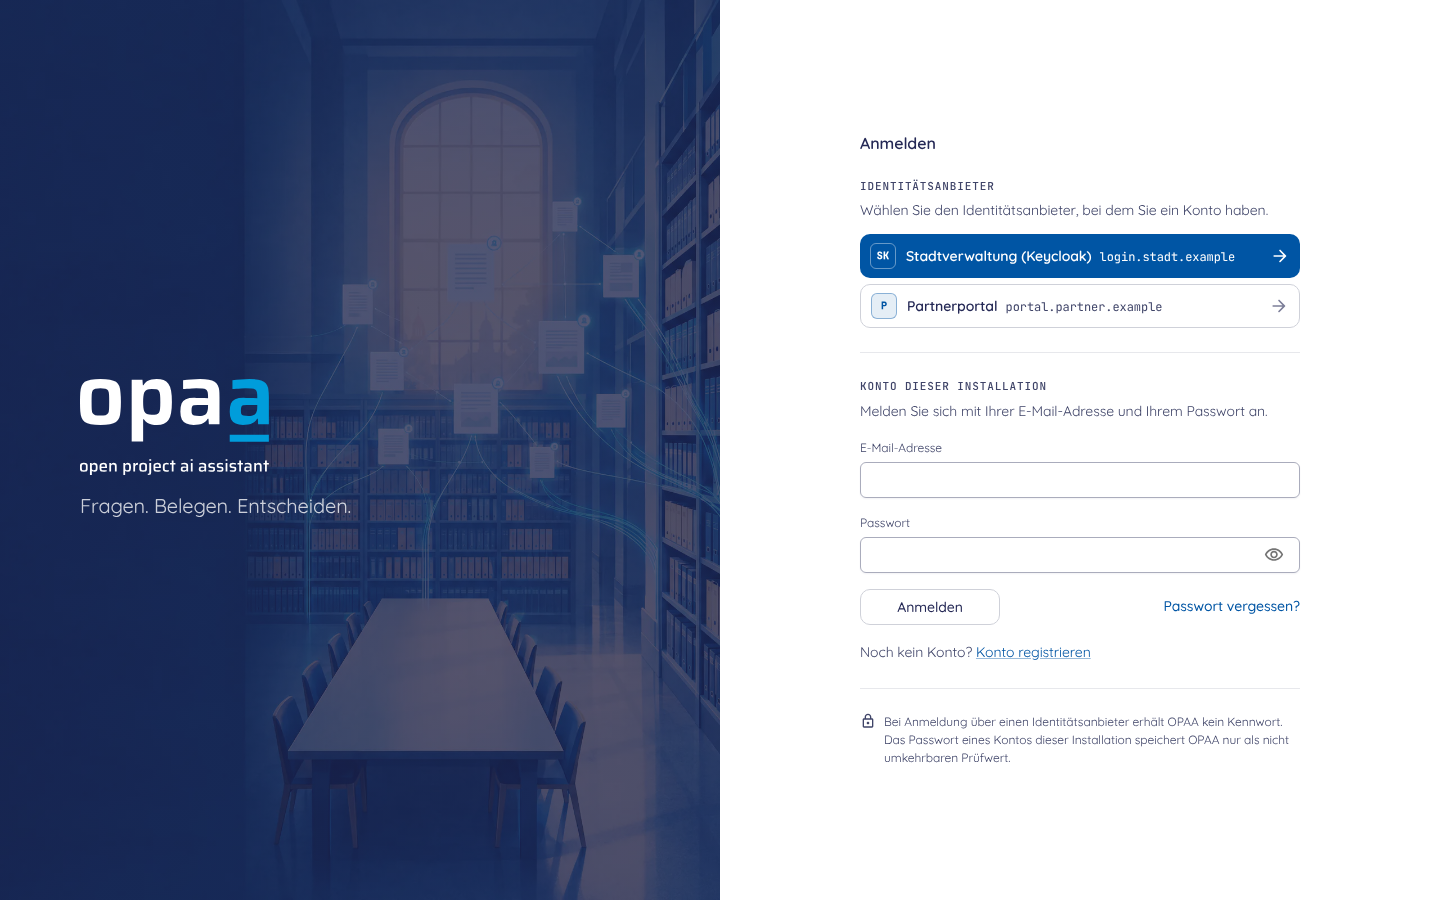 opaa
open project ai assistant
Fragen. Belegen. Entscheiden.
Anmelden
IDENTITÄTSANBIETER
Wählen Sie den Identitätsanbieter, bei dem Sie ein Konto haben.
SK Stadtverwaltung (Keycloak) login.stadt.example
P Partnerportal portal.partner.example
KONTO DIESER INSTALLATION
Melden Sie sich mit Ihrer E-Mail-Adresse und Ihrem Passwort an.
E-Mail-Adresse
Passwort
Anmelden Passwort vergessen?
Noch kein Konto? Konto registrieren
Bei Anmeldung über einen Identitätsanbieter erhält OPAA kein Kennwort.
Das Passwort eines Kontos dieser Installation speichert OPAA nur als nicht
umkehrbaren Prüfwert.